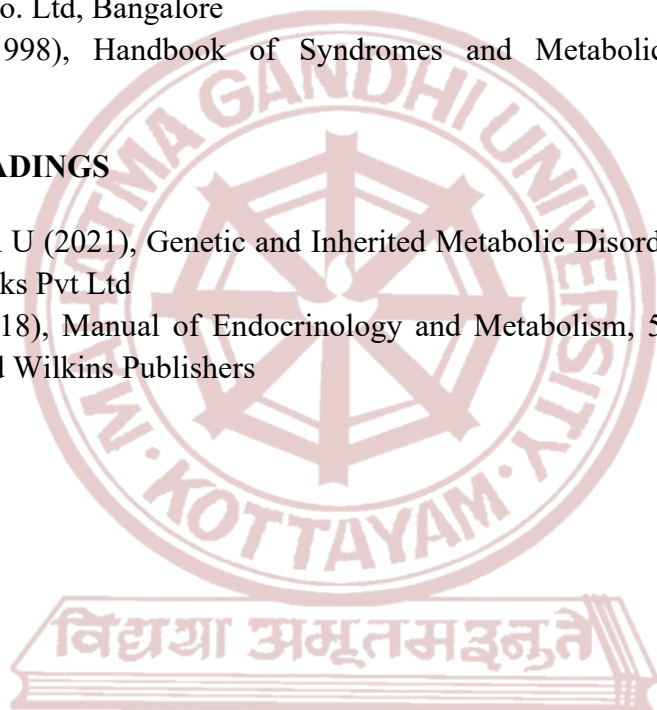 o. Ltd, Bangalore
998), Handbook of Syndromes and Metabolic
ADINGS
U (2021), Genetic and Inherited Metabolic Disord
ks Pvt Ltd
18), Manual of Endocrinology and Metabolism, 5
d Wilkins Publishers
MAHATMA GANDHI UNIVERSITY
• KOTTAYAM •
विद्यया अमृतमश्नुते